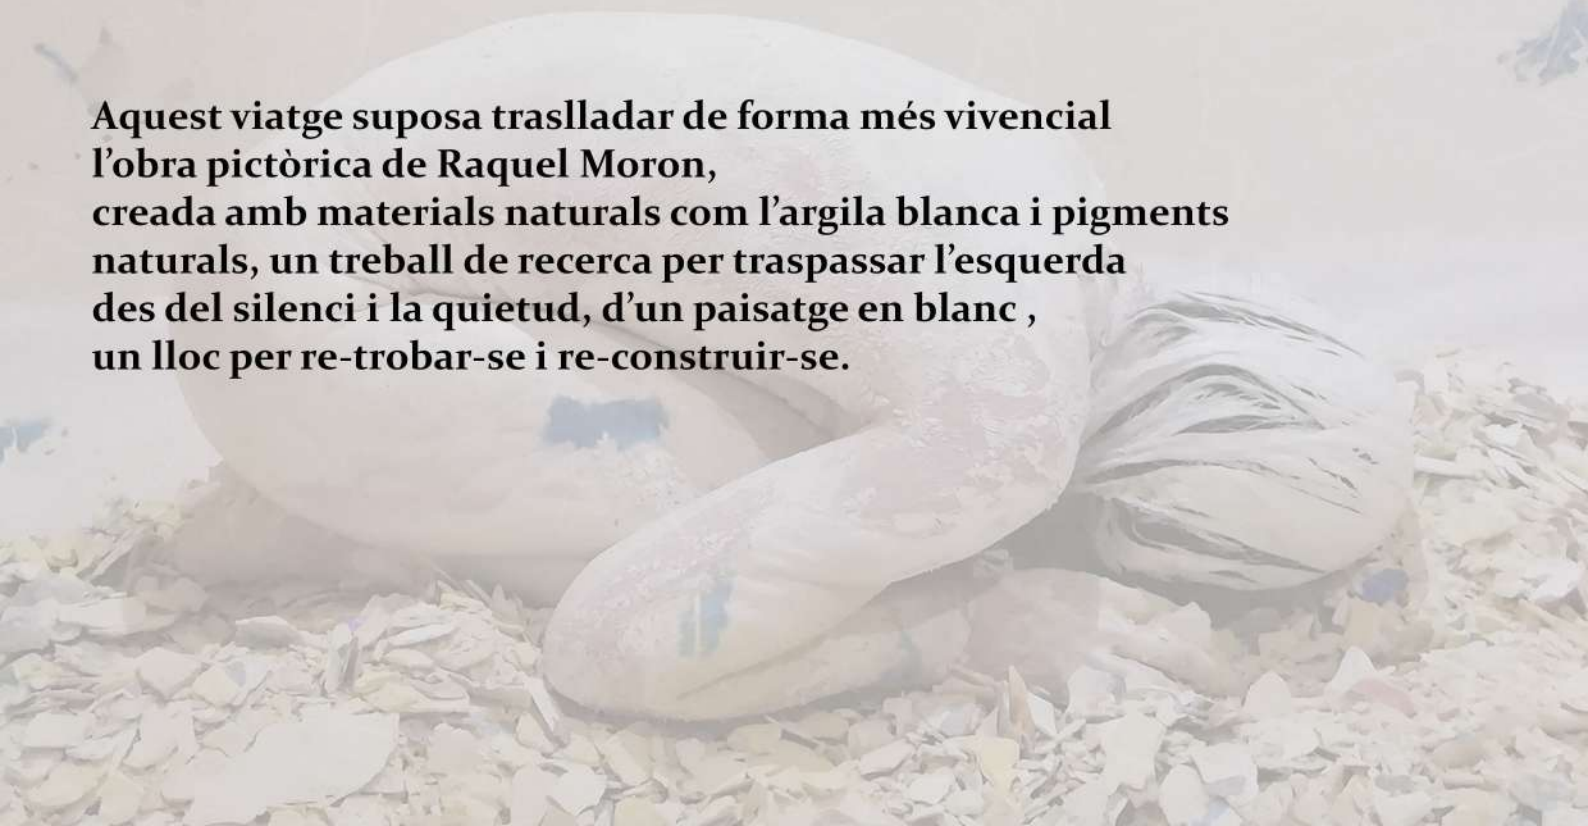 Aquest viatge suposa traslladar de forma més vivencial
l’obra pictòrica de Raquel Moron,
creada amb materials naturals com l’argila blanca i pigments
naturals, un treball de recerca per traspassar l’esquerda
des del silenci i la quietud, d’un paisatge en blanc ,
un lloc per re-trobar-se i re-construir-se.